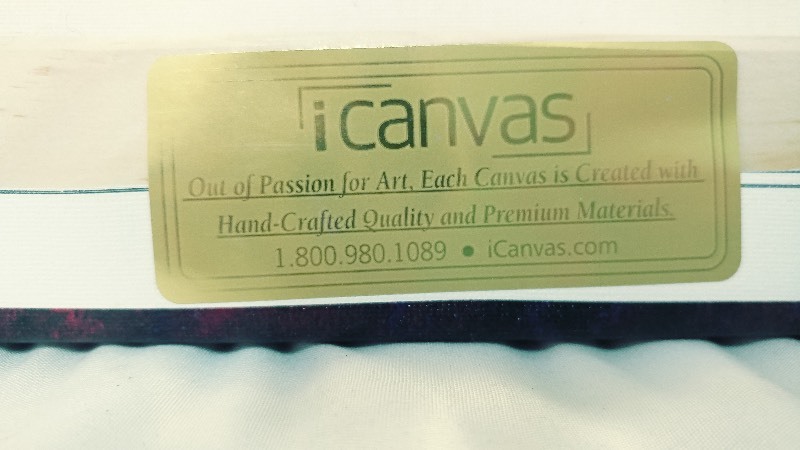 iCanvas
Out of Passion for Art, Each Canvas is Created with
Hand-Crafted Quality and Premium Materials.
1.800.980.1089 • iCanvas.com